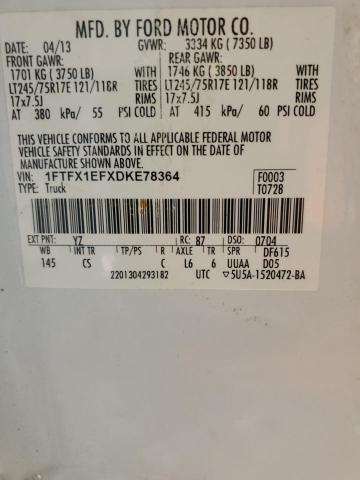 MFD. BY FORD MOTOR CO.
DATE: 04/13 GVWR: 3334 KG ( 7350 LB)
FRONT GAWR: REAR GAWR:
1701 KG ( 3750 LB) WITH 1746 KG ( 3850 LB) WITH
LT245/75R17E 121/118R TIRES LT245/75R17E 121/118R TIRES
17x7.5J RIMS 17x7.5J RIMS
AT 380 kPa/ 55 PSI COLD AT 415 kPa/ 60 PSI COLD
THIS VEHICLE CONFORMS TO ALL APPLICABLE FEDERAL MOTOR
VEHICLE SAFETY STANDARDS IN EFFECT ON THE DATE OF
MANUFACTURE SHOWN ABOVE.
VIN: 1FTFX1EFXDKE78364 F0003
TYPE: Truck T0728
EXT PNT: YZ RC: 87 DSO: 0704
WB INT TR TP/PS R AXLE TR SPR DF615
145 CS C L6 6 UUAA D05
2201304293182 UTC 5U5A-1520472-BA